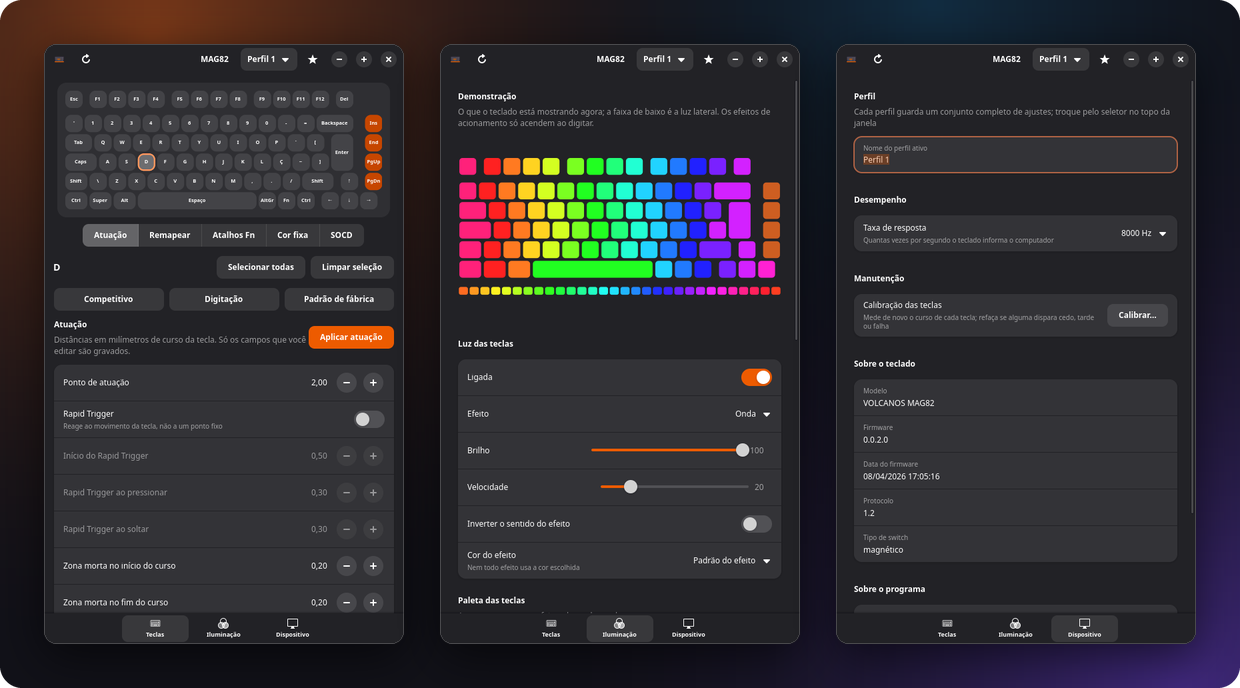 MAG82 Perfil 1
Esc F1 F2 F3 F4 F5 F6 F7 F8 F9 F10 F11 F12 Del
1 2 3 4 5 6 7 8 9 0 - = Backspace Ins
Tab Q W E R T Y U I O P ´ [ End
Enter
Caps A S D F G H J K L Ç ~ ] PgUp
Shift \ Z X C V B N M , . / Shift ↑ PgDn
Ctrl Super Alt Espaço AltGr Fn Ctrl ← ↓ →
Atuação Remapear Atalhos Fn Cor fixa SOCD
D Selecionar todas Limpar seleção
Competitivo Digitação Padrão de fábrica
Atuação
Distâncias em milímetros de curso da tecla. Só os campos que você
editar são gravados.
Aplicar atuação
Ponto de atuação 2,00 − +
Rapid Trigger
Reage ao movimento da tecla, não a um ponto fixo
Início do Rapid Trigger 0,50 − +
Rapid Trigger ao pressionar 0,30 − +
Rapid Trigger ao soltar 0,30 − +
Zona morta no início do curso 0,20 − +
Zona morta no fim do curso 0,20 − +
Teclas Iluminação Dispositivo
MAG82 Perfil 1
Demonstração
O que o teclado está mostrando agora; a faixa de baixo é a luz lateral. Os efeitos de
acionamento só acendem ao digitar.
Luz das teclas
Ligada
Efeito Onda
Brilho 100
Velocidade 20
Inverter o sentido do efeito
Cor do efeito
Nem todo efeito usa a cor escolhida
Padrão do efeito
Paleta das teclas
Teclas Iluminação Dispositivo
MAG82 Perfil 1
Perfil
Cada perfil guarda um conjunto completo de ajustes; troque pelo seletor no topo da
janela
Nome do perfil ativo
Perfil 1
Desempenho
Taxa de resposta
Quantas vezes por segundo o teclado informa o computador
8000 Hz
Manutenção
Calibração das teclas
Mede de novo o curso de cada tecla; refaça se alguma dispara cedo, tarde
ou falha
Calibrar...
Sobre o teclado
Modelo
VOLCANOS MAG82
Firmware
0.0.2.0
Data do firmware
08/04/2026 17:05:16
Protocolo
1.2
Tipo de switch
magnético
Sobre o programa
Teclas Iluminação Dispositivo